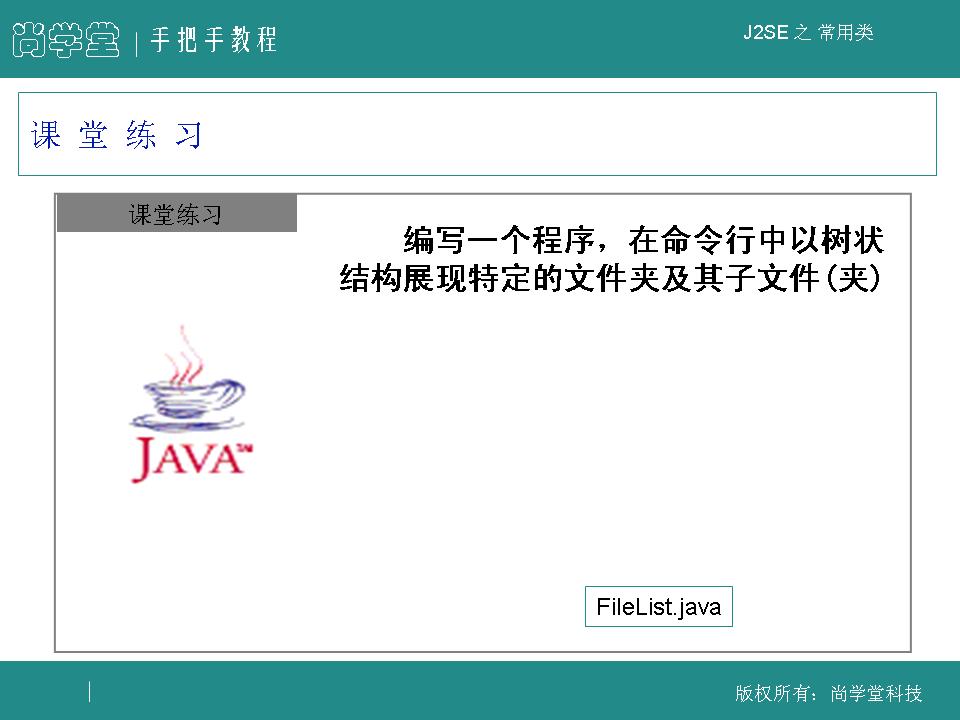 尚学堂 | 手把手教程
J2SE 之 常用类
课 堂 练 习
课堂练习
编写一个程序，在命令行中以树状
结构展现特定的文件夹及其子文件(夹)
JAVA™
FileList.java
版权所有：尚学堂科技